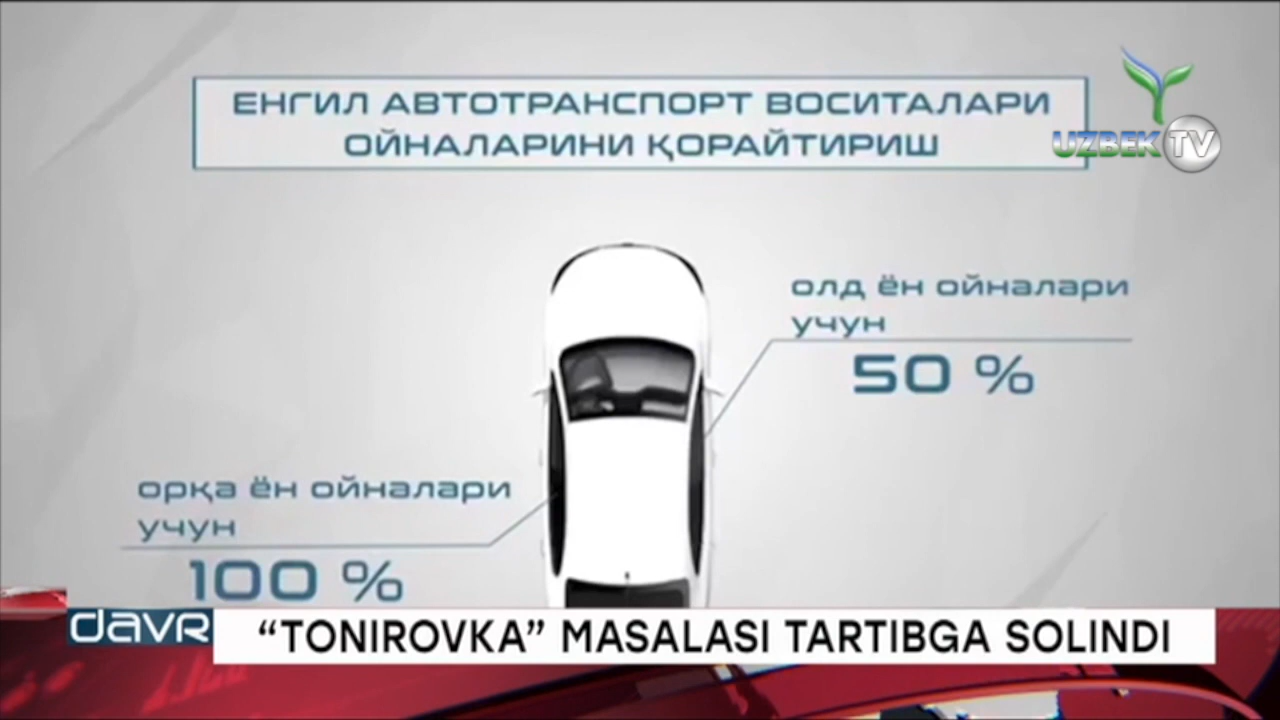 ЕНГИЛ АВТОТРАНСПОРТ ВОСИТАЛАРИ
ОЙНАЛАРИНИ ҚОРАЙТИРИШ
UZBEK TV
олд ён ойналари
учун
50 %
орқа ён ойналари
учун
100 %
davr
“TONIROVKA” MASALASI TARTIBGA SOLINDI